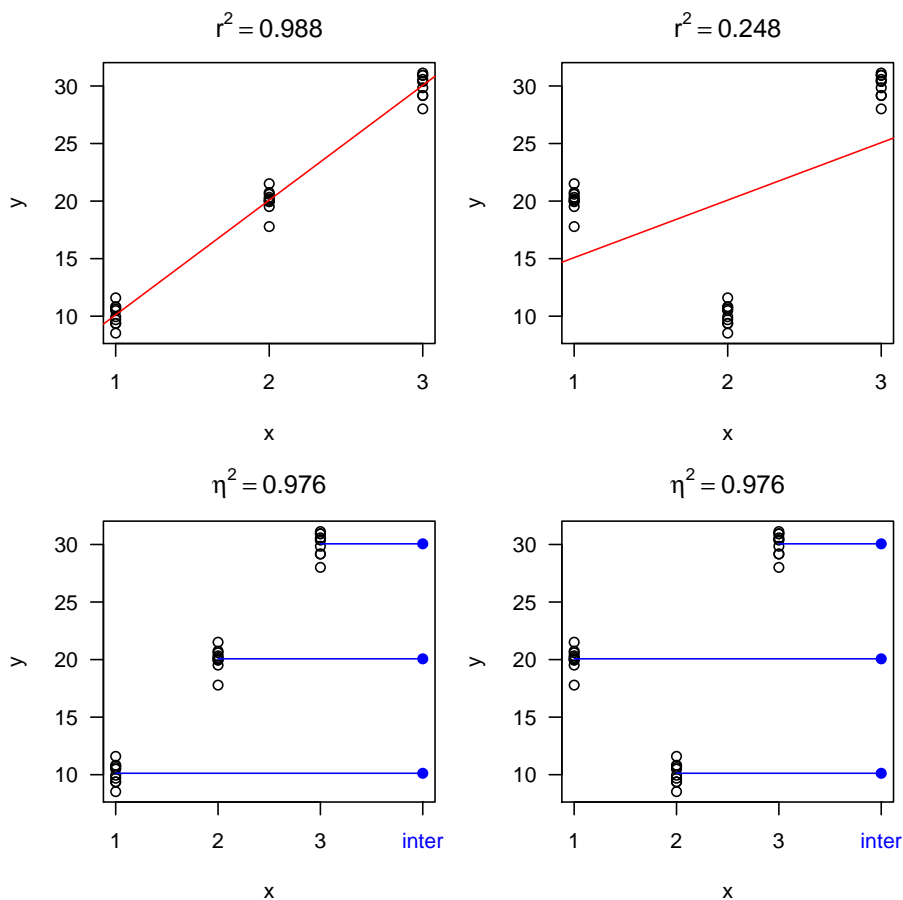 r² = 0.988
30
25
20
15
10
y
1 2 3
x
r² = 0.248
30
25
20
15
10
y
1 2 3
x
η² = 0.976
30
25
20
15
10
y
1 2 3 inter
x
η² = 0.976
30
25
20
15
10
y
1 2 3 inter
x